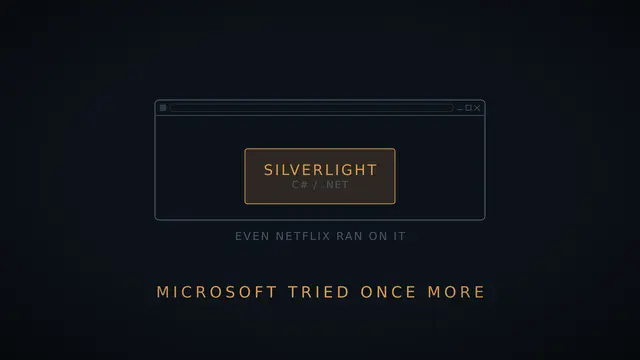 SILVERLIGHT
C# / .NET
EVEN NETFLIX RAN ON IT
MICROSOFT TRIED ONCE MORE